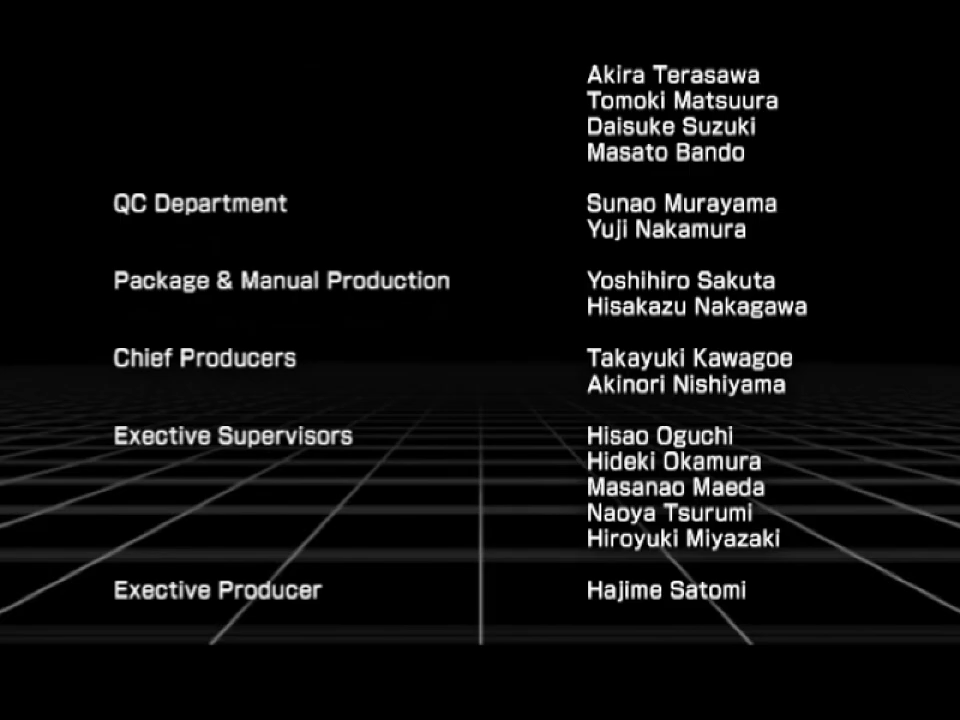 Akira Terasawa
Tomoki Matsuura
Daisuke Suzuki
Masato Bando
QC Department Sunao Murayama
Yuji Nakamura
Package & Manual Production Yoshihiro Sakuta
Hisakazu Nakagawa
Chief Producers Takayuki Kawagoe
Akinori Nishiyama
Exective Supervisors Hisao Oguchi
Hideki Okamura
Masanao Maeda
Naoya Tsurumi
Hiroyuki Miyazaki
Exective Producer Hajime Satomi